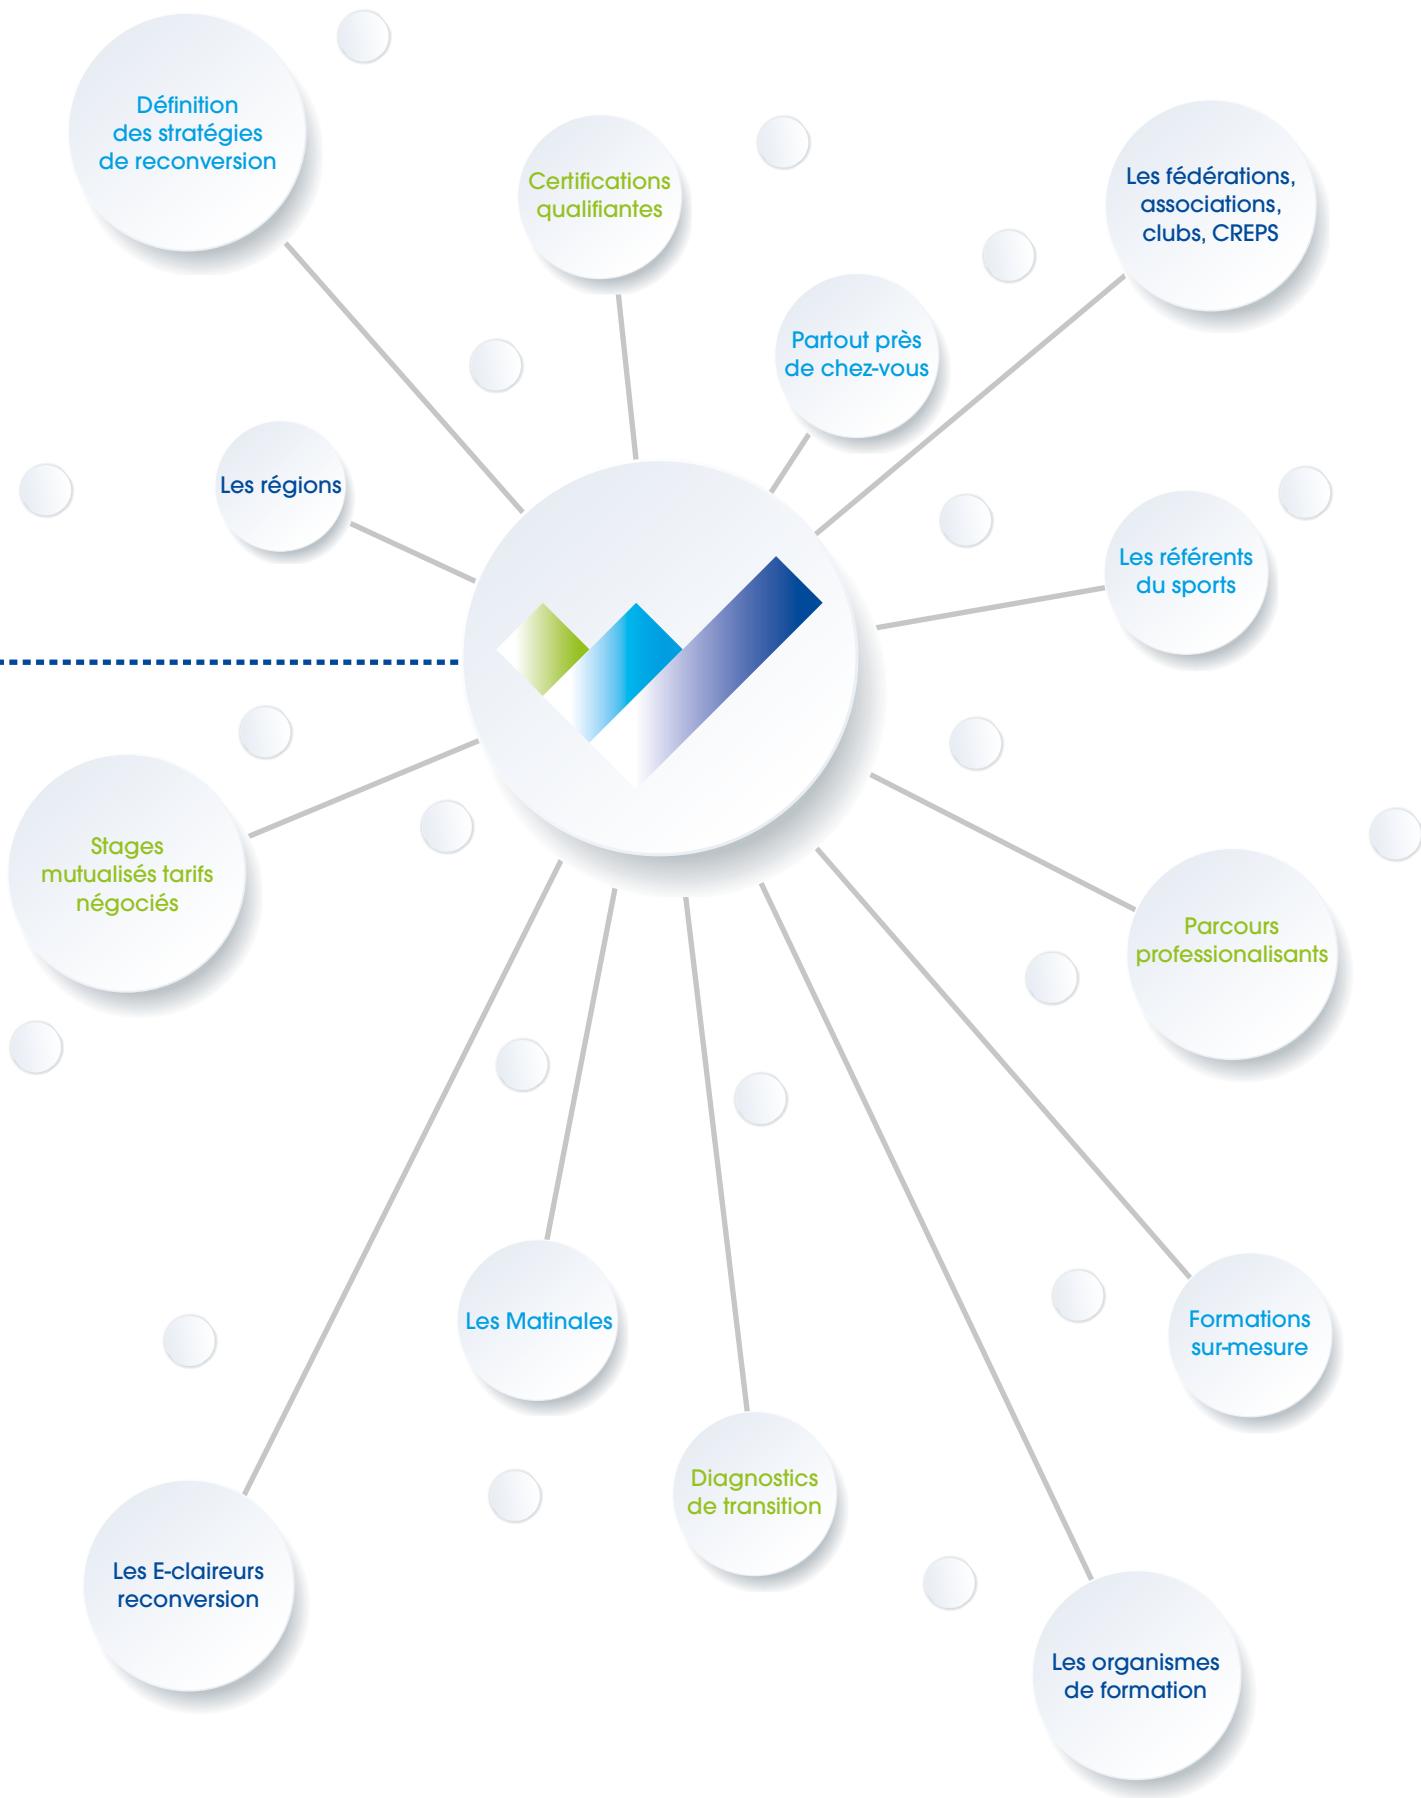 Définition
des stratégies
de reconversion
Certifications
qualifiantes
Les fédérations,
associations,
clubs, CREPS
Partout près
de chez-vous
Les régions
Les référents
du sports
Stages
mutualisés tarifs
négociés
Parcours
professionalisants
Les Matinales
Formations
sur-mesure
Diagnostics
de transition
Les E-claireurs
reconversion
Les organismes
de formation